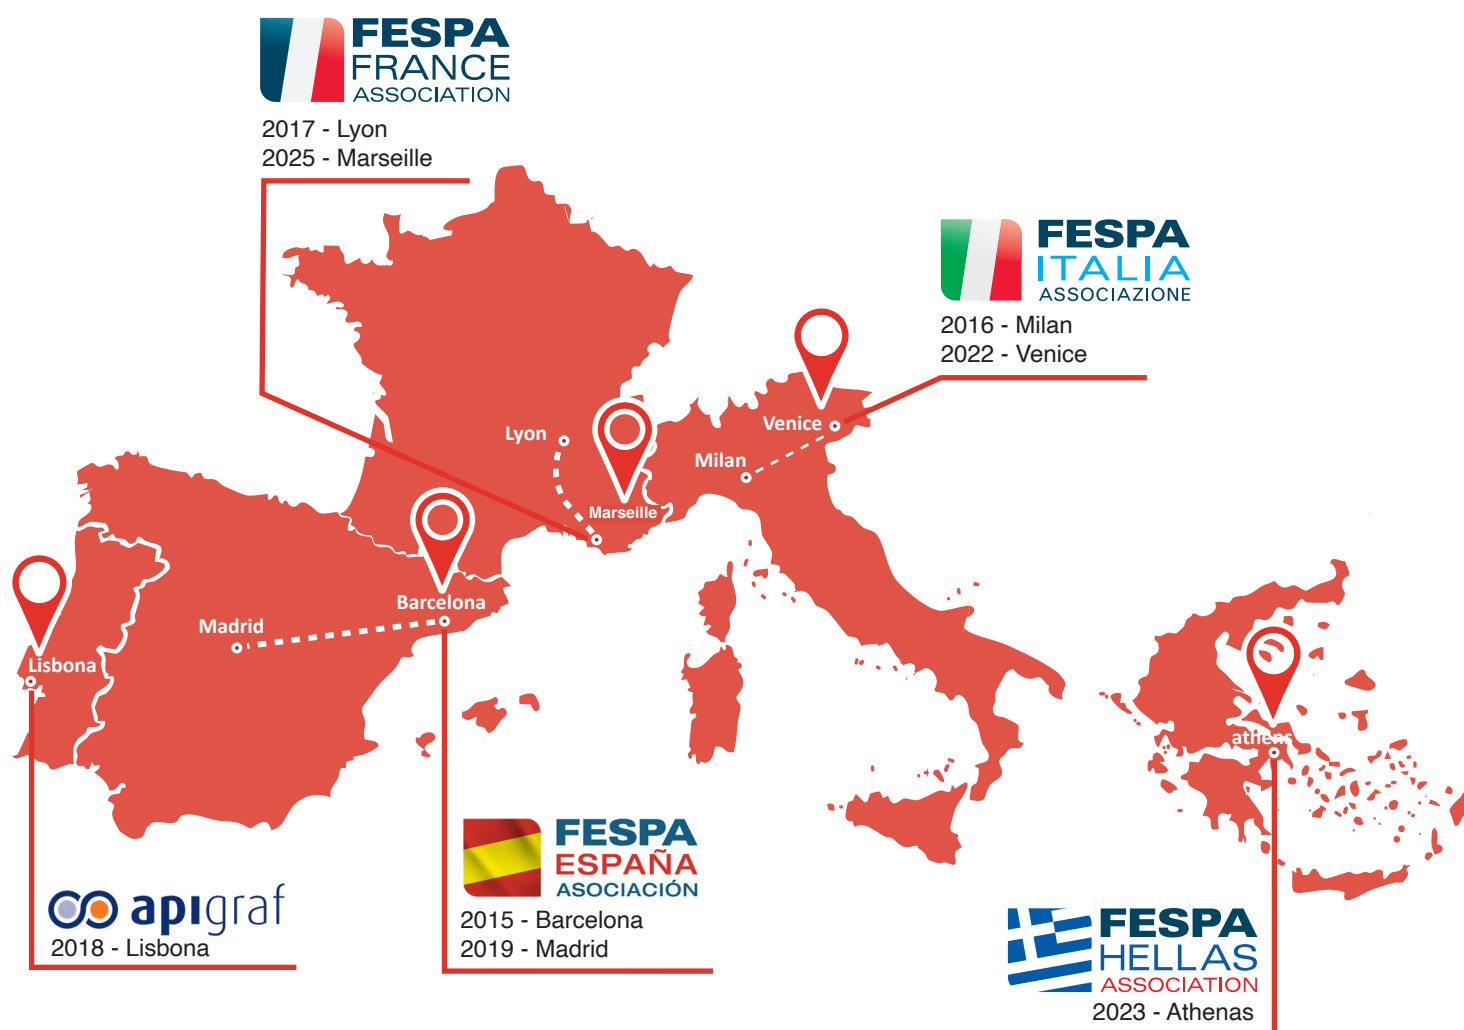 FESPA
FRANCE
ASSOCIATION
2017 - Lyon
2025 - Marseille
FESPA
ITALIA
ASSOCIAZIONE
2016 - Milan
2022 - Venice
Venice
Lyon
Milan
Marseille
Barcelona
Madrid
Lisbona
athens
FESPA
ESPAÑA
ASOCIACIÓN
2015 - Barcelona
2019 - Madrid
apigraf
2018 - Lisbona
FESPA
HELLAS
ASSOCIATION
2023 - Athenas